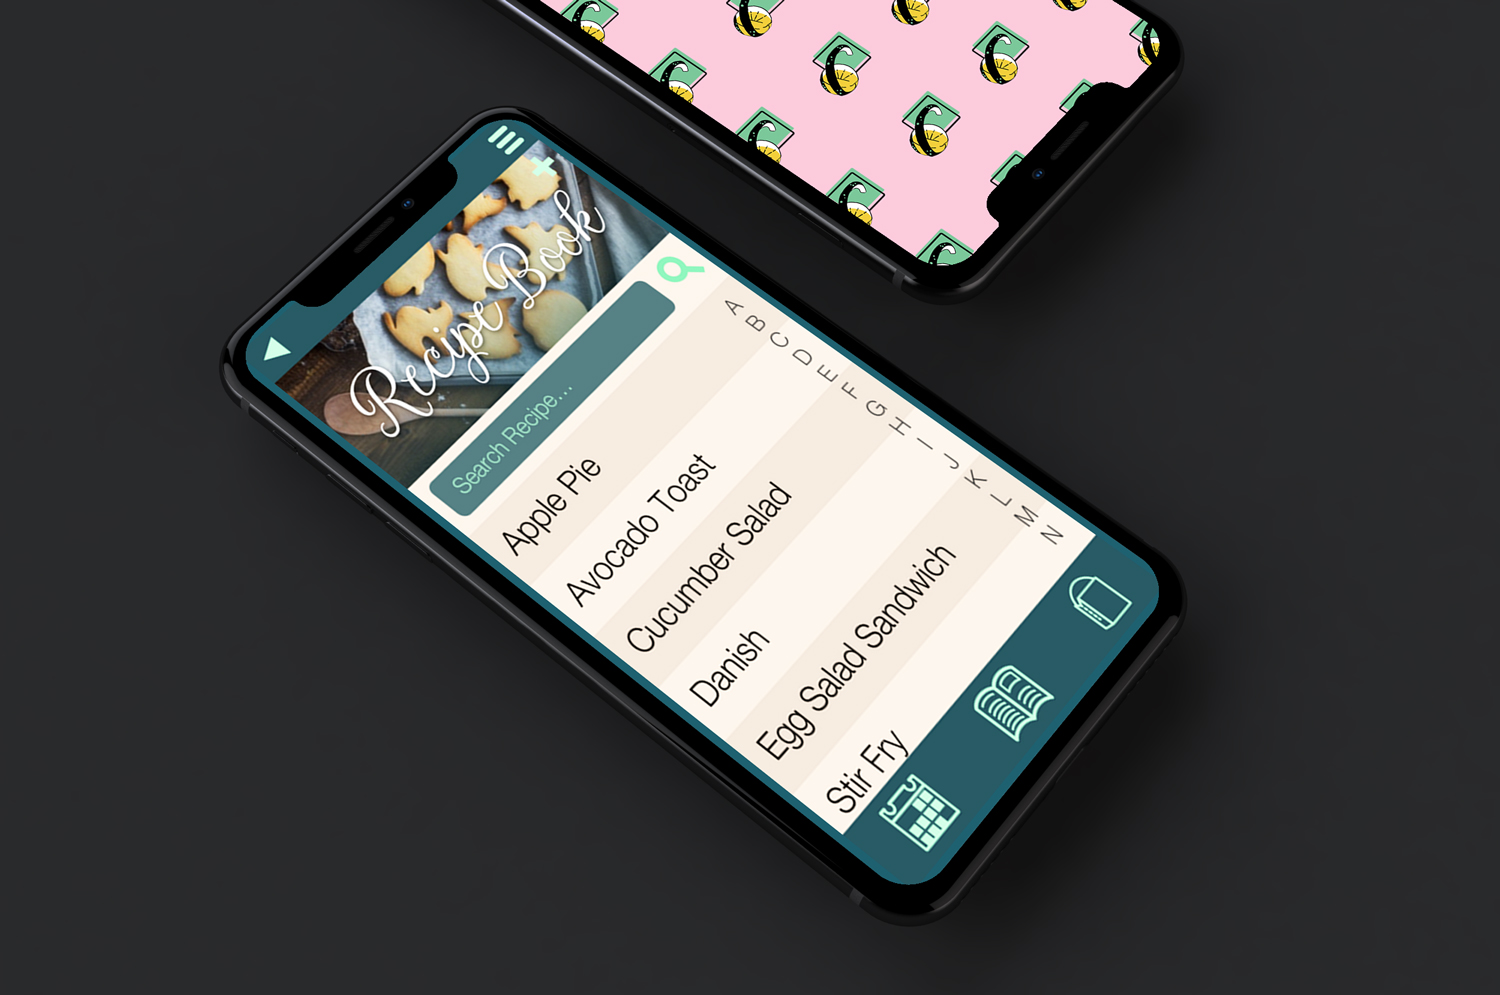 Recipe Book
Search Recipe...
Apple Pie
Avocado Toast
Cucumber Salad
Danish
Egg Salad Sandwich
Stir Fry
A
B
C
D
E
F
G
H
I
J
K
L
M
N